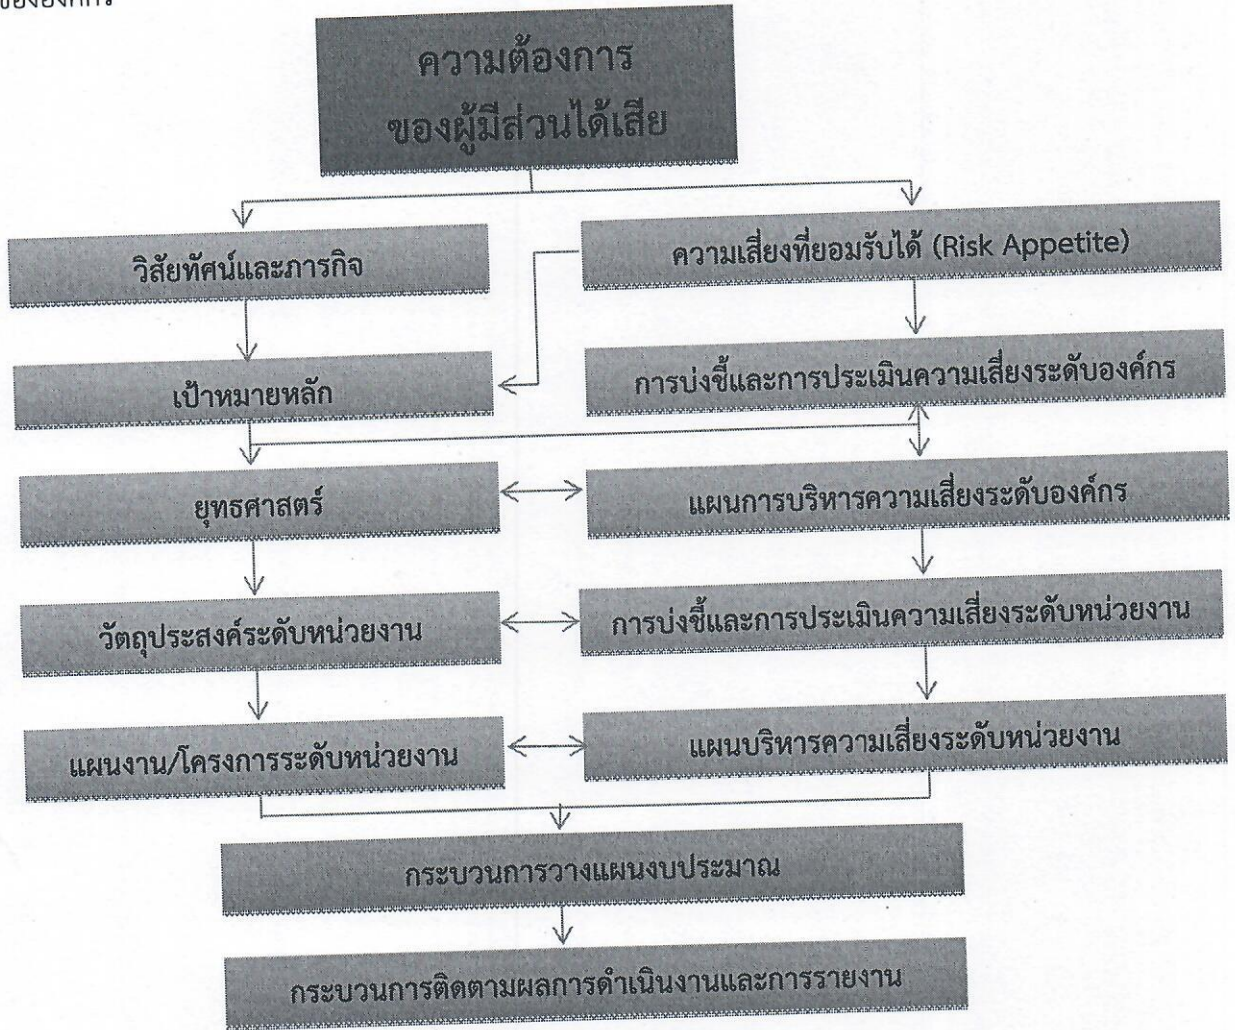 ขององค์กร
ความต้องการ
ของผู้มีส่วนได้เสีย
วิสัยทัศน์และภารกิจ
ความเสี่ยงที่ยอมรับได้ (Risk Appetite)
เป้าหมายหลัก
การบ่งชี้และการประเมินความเสี่ยงระดับองค์กร
ยุทธศาสตร์
แผนการบริหารความเสี่ยงระดับองค์กร
วัตถุประสงค์ระดับหน่วยงาน
การบ่งชี้และการประเมินความเสี่ยงระดับหน่วยงาน
แผนงาน/โครงการระดับหน่วยงาน
แผนบริหารความเสี่ยงระดับหน่วยงาน
กระบวนการวางแผนงบประมาณ
กระบวนการติดตามผลการดำเนินงานและการรายงาน